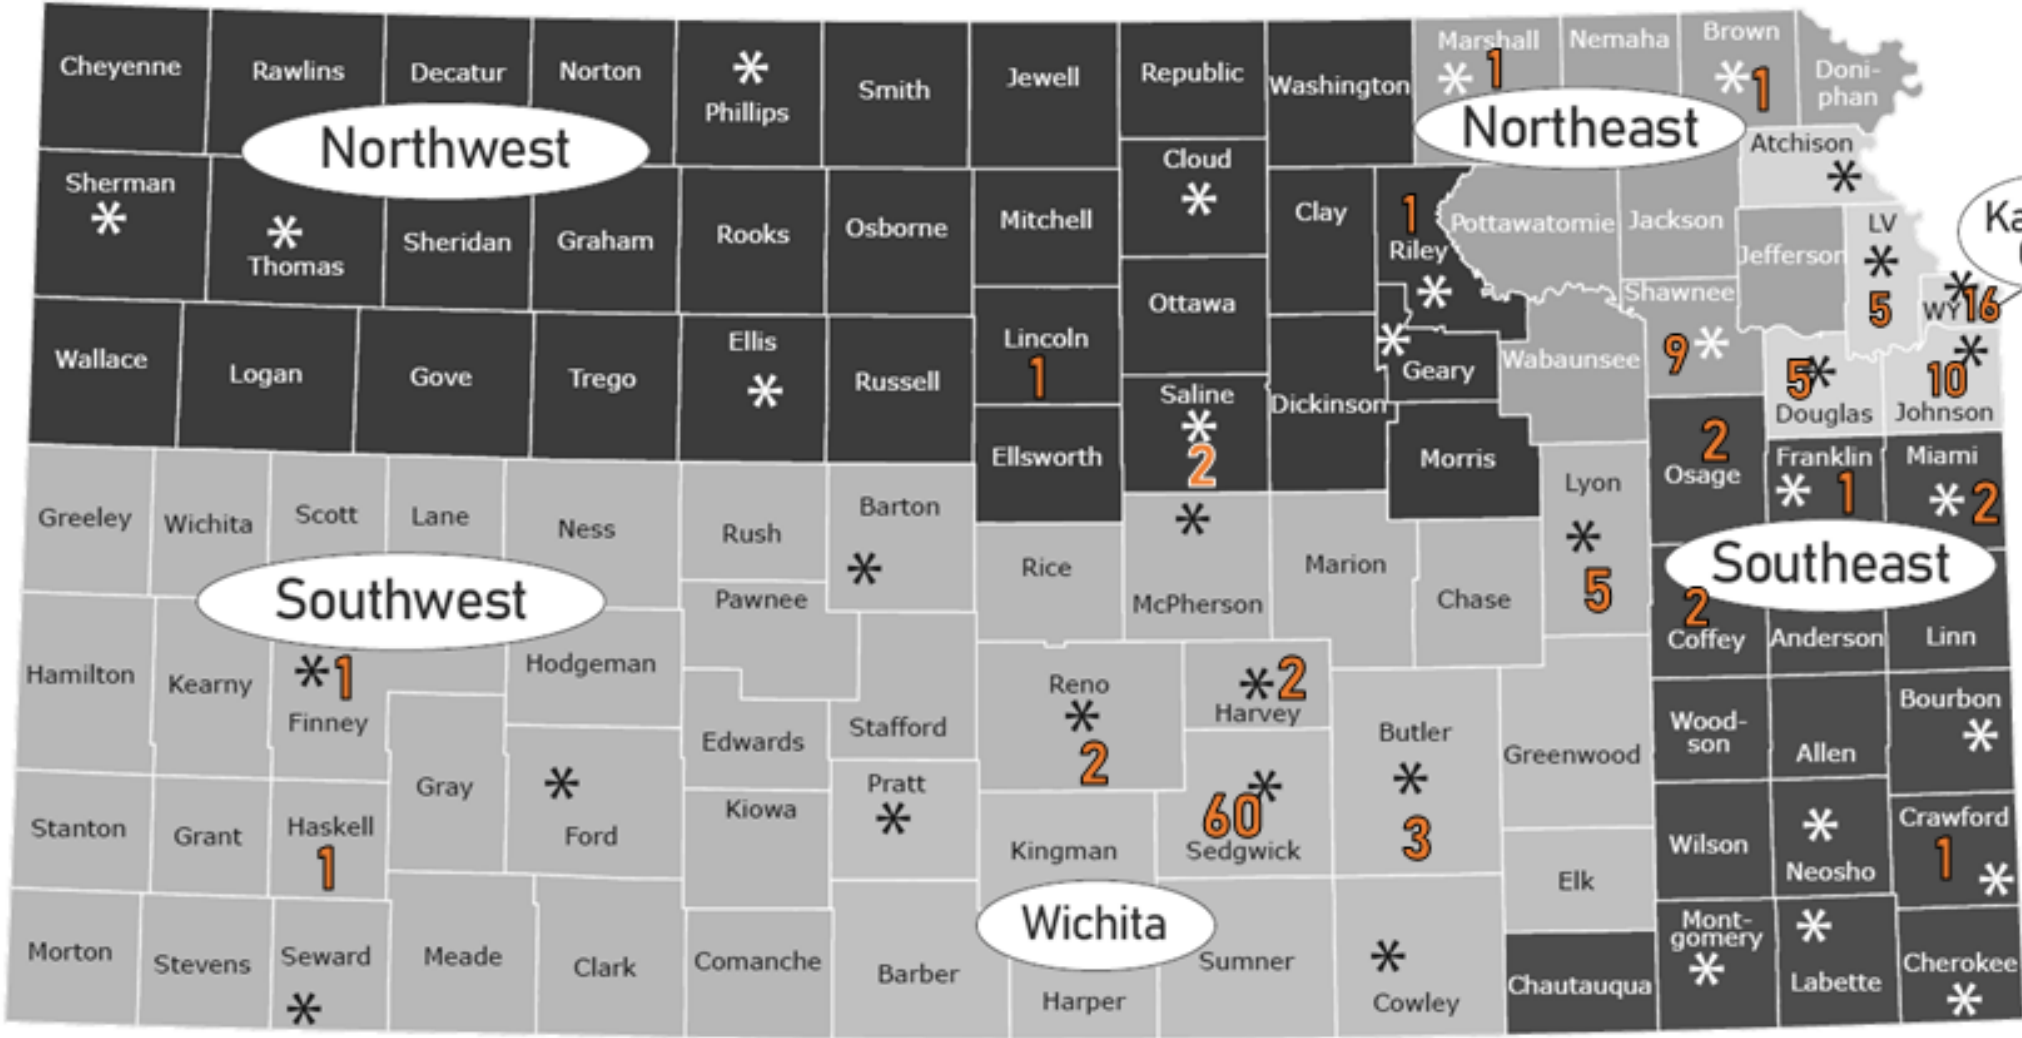 Cheyenne
Rawlins
Decatur
Norton
*
Phillips
Smith
Jewell
Republic
Washington
Marshall
* 1
Nemaha
Brown
* 1
Doni-
phan
Northwest
Northeast
Atchison
*
Sherman
*
*
Thomas
Sheridan
Graham
Rooks
Osborne
Mitchell
Cloud
*
Clay
1
Riley
*
Pottawatomie
Jackson
Jefferson
LV
*
5
Ka
*
WY 16
Wallace
Logan
Gove
Trego
Ellis
*
Russell
Lincoln
1
Ottawa
Saline
*
2
Dickinson
*
Geary
Wabaunsee
Shawnee
9 *
5 *
Douglas
*
10
Johnson
Ellsworth
Morris
Lyon
*
5
2
Osage
Franklin
* 1
Miami
* 2
Greeley
Wichita
Scott
Lane
Ness
Rush
Barton
*
Rice
*
McPherson
Marion
Chase
Southwest
Southeast
Pawnee
2
Coffey
Anderson
Linn
Hamilton
Kearny
* 1
Finney
Hodgeman
Edwards
Stafford
Reno
*
2
* 2
Harvey
Butler
*
3
Greenwood
Wood-
son
Allen
Bourbon
*
Gray
*
Ford
Pratt
*
Kiowa
*
60
Sedgwick
Kingman
Stanton
Grant
Haskell
1
Elk
Wilson
*
Neosho
Crawford
1
*
Wichita
Morton
Stevens
Seward
*
Meade
Clark
Comanche
Barber
Harper
Sumner
*
Cowley
Chautauqua
Mont-
gomery
*
*
Labette
Cherokee
*